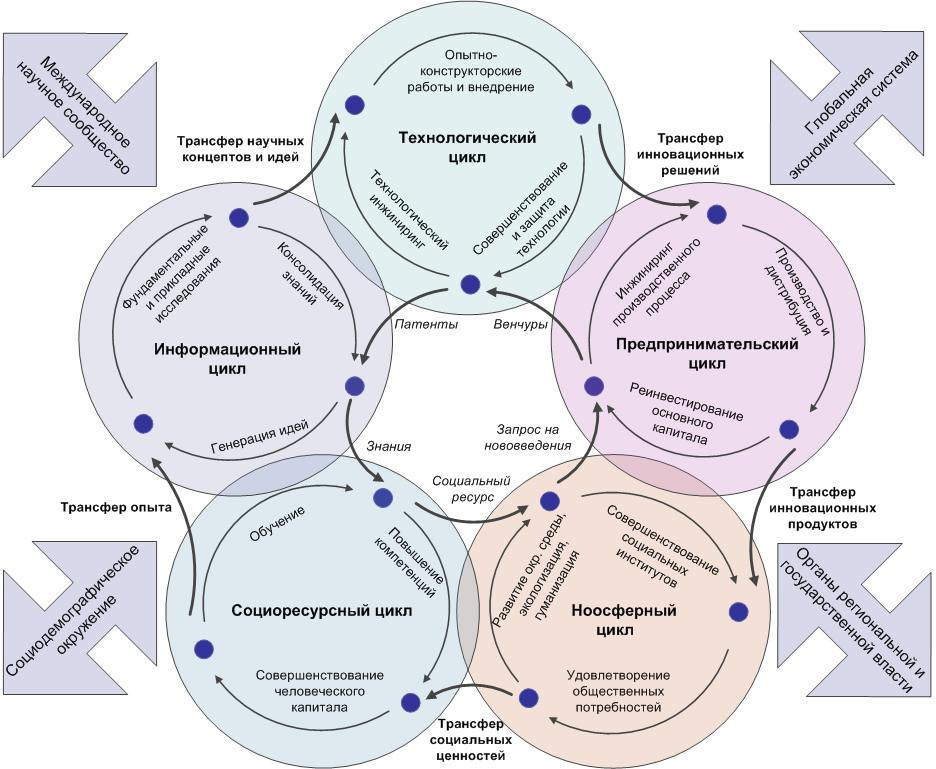 Международное
научное сообщество
Глобальная
экономическая система
Опытно-
конструкторские
работы и внедрение
Технологический
цикл
Технологический
инжиниринг
Совершенствование
и защита
технологии
Трансфер научных
концептов и идей
Трансфер
инновационных
решений
Фундаментальные
и прикладные
исследования
Консолидация
знаний
Информационный
цикл
Генерация идей
Патенты
Венчуры
Инжиниринг
производственного
процесса
Производство и
дистрибуция
Предпринимательский
цикл
Реинвестирование
основного
капитала
Знания
Запрос на
нововведения
Социальный
ресурс
Трансфер опыта
Трансфер
инновационных
продуктов
Обучение
Повышение
компетенций
Социоресурсный цикл
Совершенствование
человеческого
капитала
Развитие окр. среды,
экологизация,
гуманизация
Совершенствование
социальных
институтов
Ноосферный
цикл
Удовлетворение
общественных
потребностей
Трансфер
социальных
ценностей
Социодемографическое
окружение
Органы региональной и
государственной власти